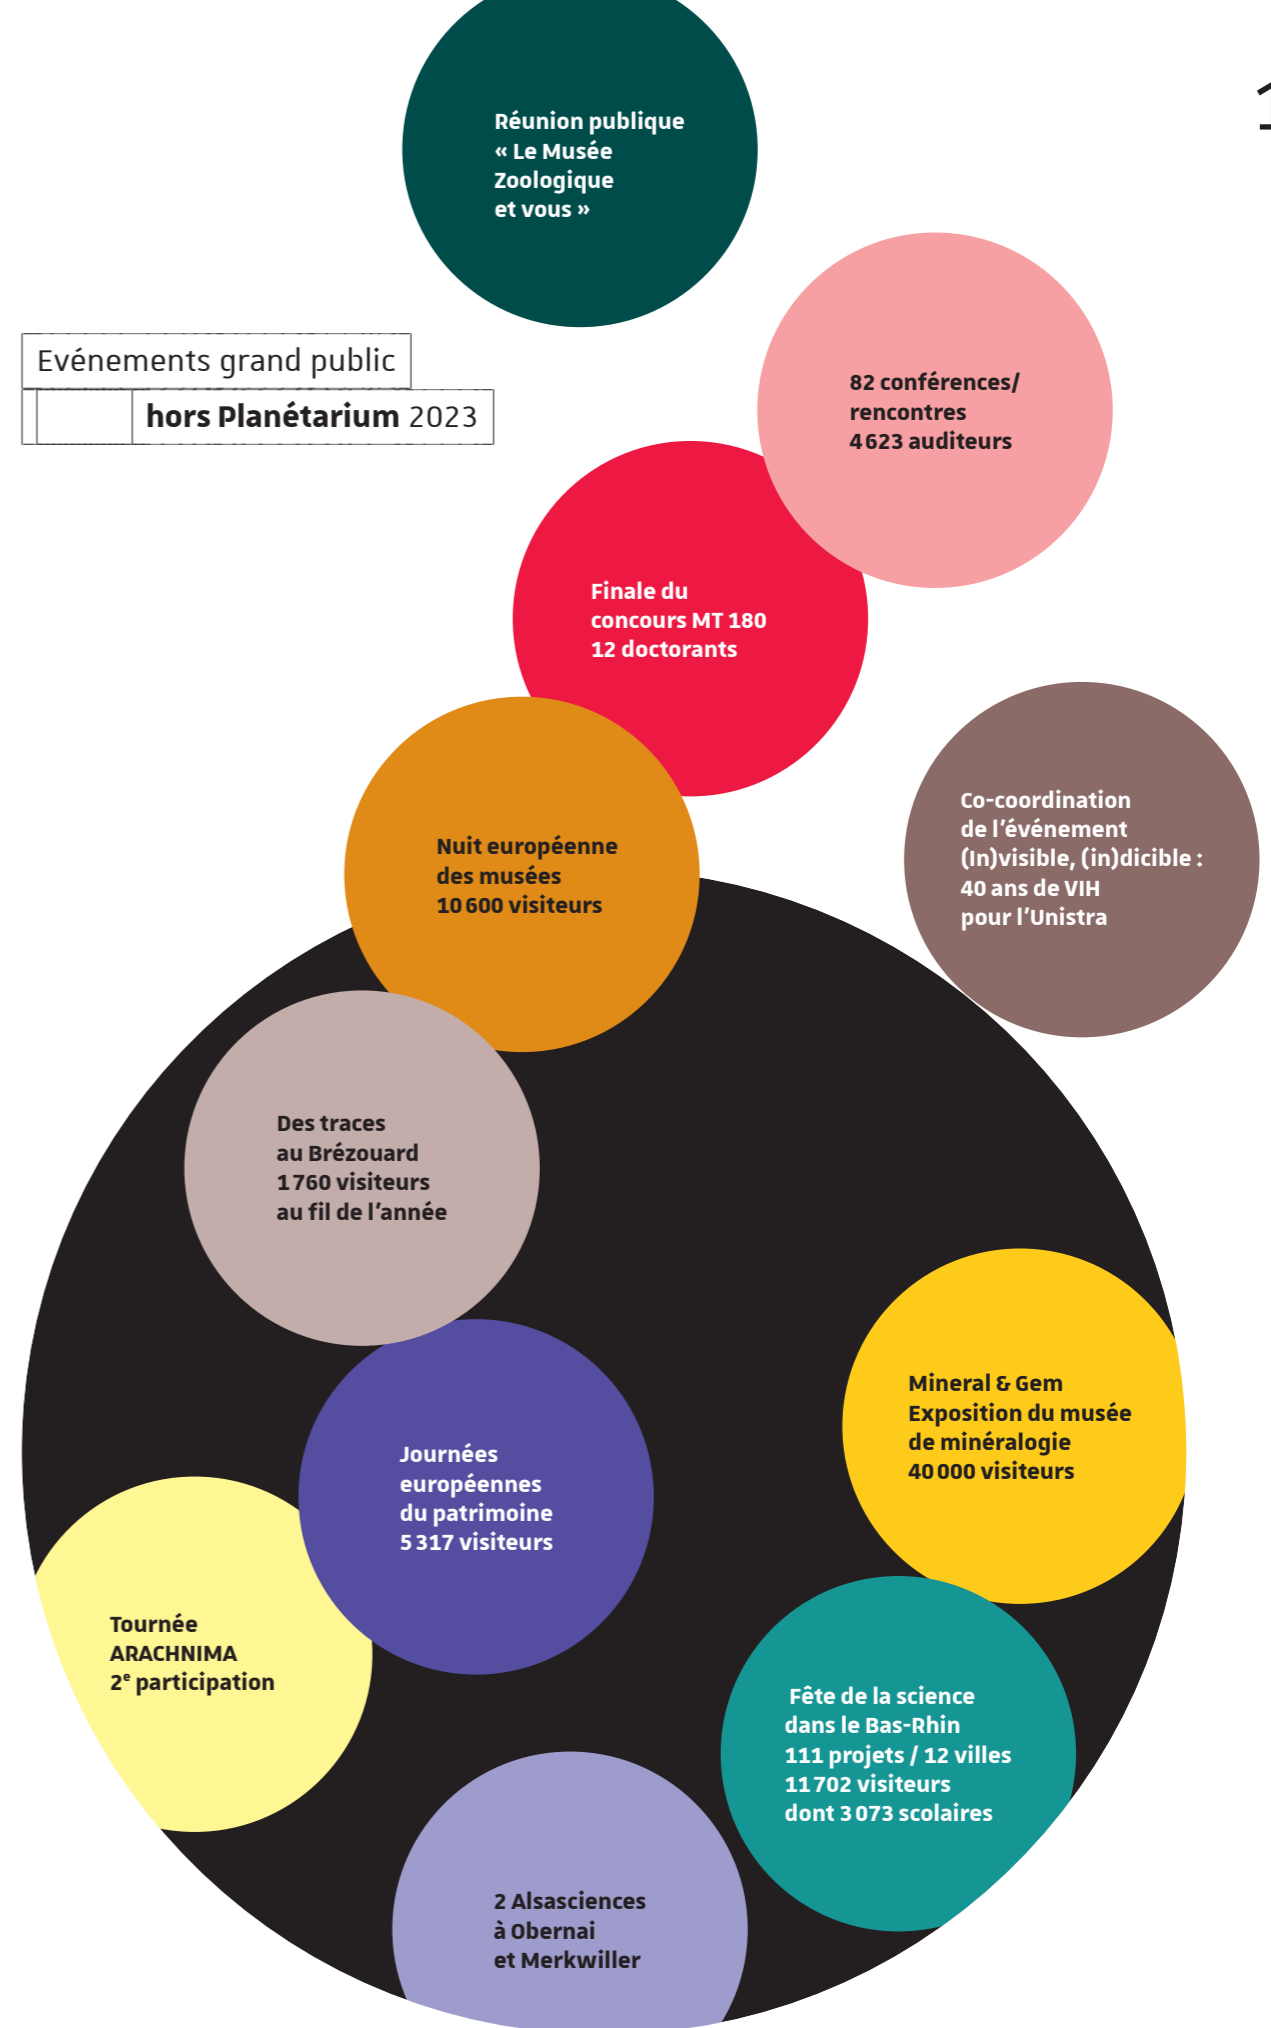 Réunion publique
« Le Musée
Zoologique
et vous »
Evénements grand public
hors Planétarium 2023
82 conférences/
rencontres
4 623 auditeurs
Finale du
concours MT 180
12 doctorants
Co-coordination
de l’événement
(In)visible, (in)dicible :
40 ans de VIH
pour l’Unistra
Nuit européenne
des musées
10 600 visiteurs
Des traces
au Brézouard
1 760 visiteurs
au fil de l’année
Mineral & Gem
Exposition du musée
de minéralogie
40 000 visiteurs
Journées
européennes
du patrimoine
5 317 visiteurs
Tournée
ARACHNIMA
2e participation
Fête de la science
dans le Bas-Rhin
111 projets / 12 villes
11 702 visiteurs
dont 3 073 scolaires
2 Alsasciences
à Obernai
et Merkwiller